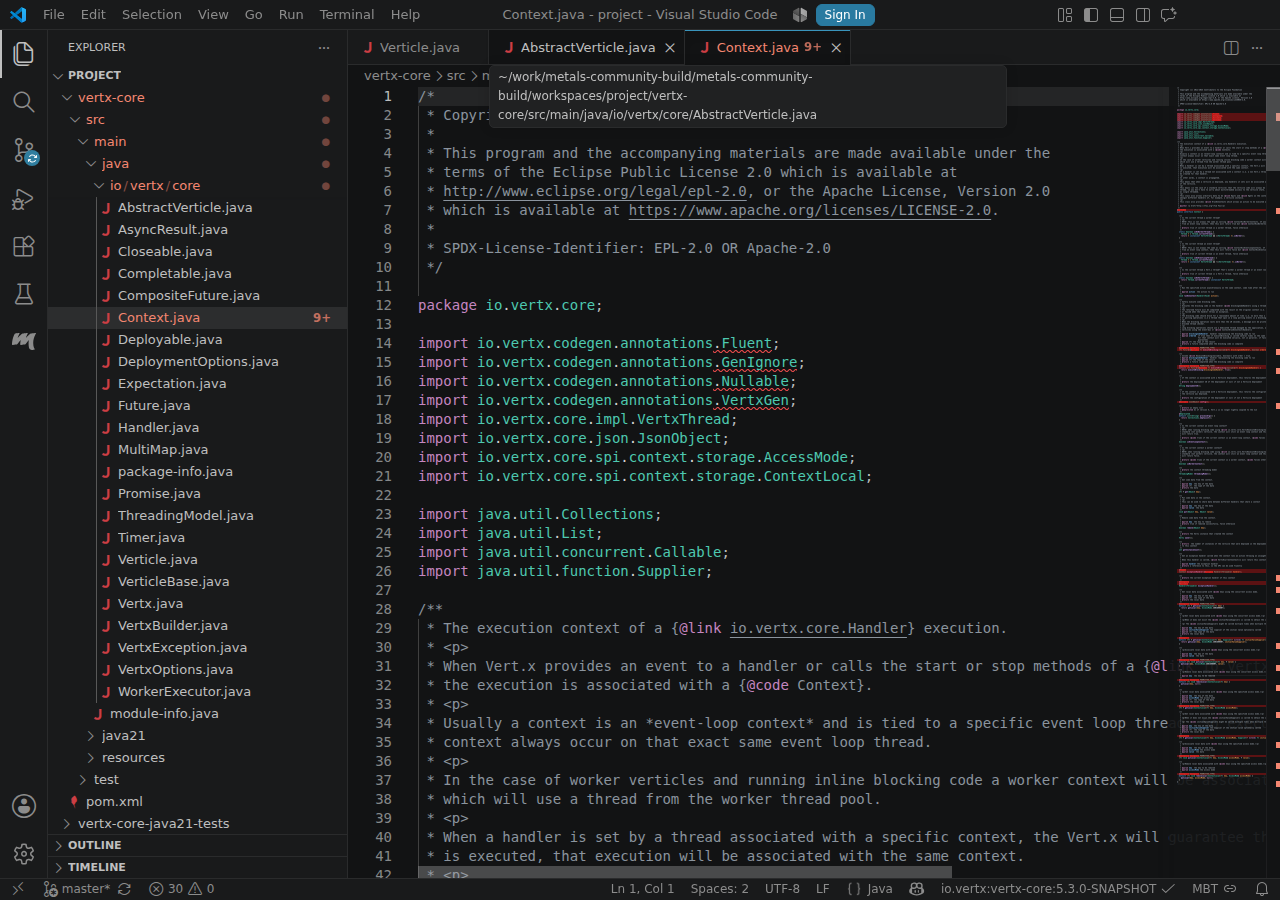 File Edit Selection View Go Run Terminal Help
Context.java - project - Visual Studio Code
Sign In
EXPLORER
PROJECT
vertx-core
src
main
java
io/vertx/core
AbstractVerticle.java
AsyncResult.java
Closeable.java
Completable.java
CompositeFuture.java
Context.java 9+
Deployable.java
DeploymentOptions.java
Expectation.java
Future.java
Handler.java
MultiMap.java
package-info.java
Promise.java
ThreadingModel.java
Timer.java
Verticle.java
VerticleBase.java
Vertx.java
VertxBuilder.java
VertxException.java
VertxOptions.java
WorkerExecutor.java
module-info.java
java21
resources
test
pom.xml
vertx-core-java21-tests
OUTLINE
TIMELINE
Verticle.java
AbstractVerticle.java
Context.java 9+
vertx-core > src >
~/work/metals-community-build/metals-community-
build/workspaces/project/vertx-
core/src/main/java/io/vertx/core/AbstractVerticle.java
1 /*
2 * Copyri
3 *
4 * This program and the accompanying materials are made available under the
5 * terms of the Eclipse Public License 2.0 which is available at
6 * http://www.eclipse.org/legal/epl-2.0, or the Apache License, Version 2.0
7 * which is available at https://www.apache.org/licenses/LICENSE-2.0.
8 *
9 * SPDX-License-Identifier: EPL-2.0 OR Apache-2.0
10 */
11
12 package io.vertx.core;
13
14 import io.vertx.codegen.annotations.Fluent;
15 import io.vertx.codegen.annotations.GenIgnore;
16 import io.vertx.codegen.annotations.Nullable;
17 import io.vertx.codegen.annotations.VertxGen;
18 import io.vertx.core.impl.VertxThread;
19 import io.vertx.core.json.JsonObject;
20 import io.vertx.core.spi.context.storage.AccessMode;
21 import io.vertx.core.spi.context.storage.ContextLocal;
22
23 import java.util.Collections;
24 import java.util.List;
25 import java.util.concurrent.Callable;
26 import java.util.function.Supplier;
27
28 /**
29 * The execution context of a {@link io.vertx.core.Handler} execution.
30 * <p>
31 * When Vert.x provides an event to a handler or calls the start or stop methods of a {@l
32 * the execution is associated with a {@code Context}.
33 * <p>
34 * Usually a context is an *event-loop context* and is tied to a specific event loop thre
35 * context always occur on that exact same event loop thread.
36 * <p>
37 * In the case of worker verticles and running inline blocking code a worker context will
38 * which will use a thread from the worker thread pool.
39 * <p>
40 * When a handler is set by a thread associated with a specific context, the Vert.x will guarantee th
41 * is executed, that execution will be associated with the same context.
42 * <p>
master* 30 0
Ln 1, Col 1 Spaces: 2 UTF-8 LF { } Java io.vertx:vertx-core:5.3.0-SNAPSHOT MBT